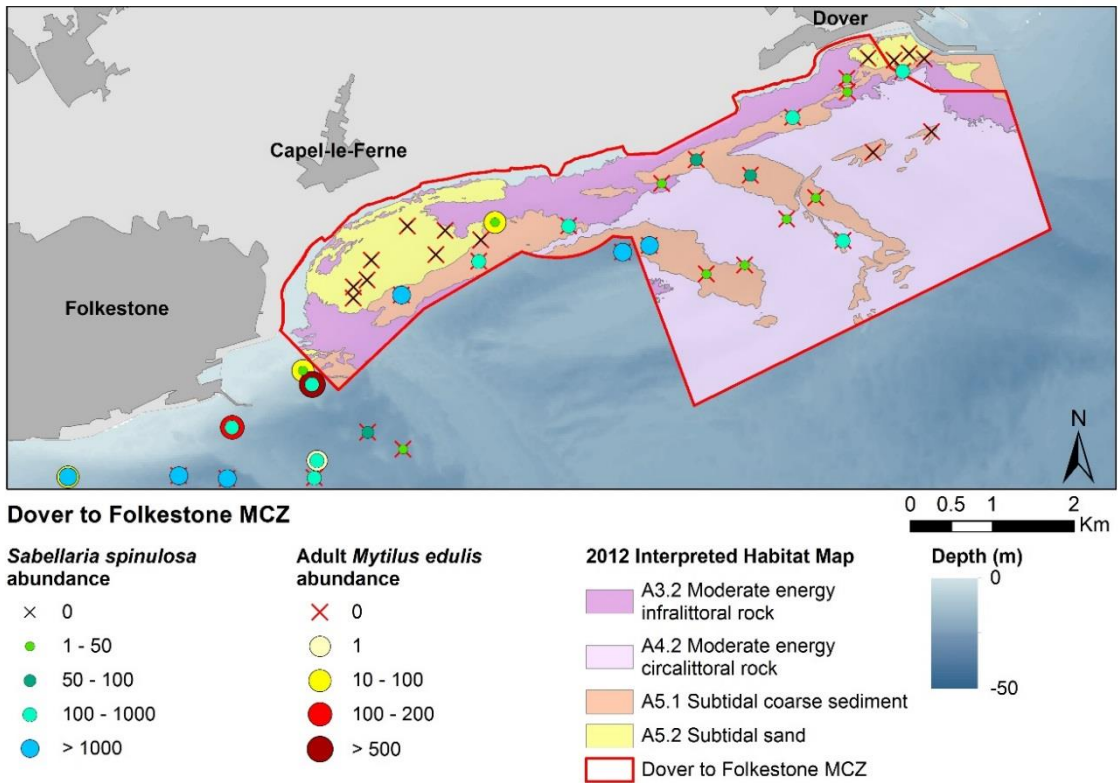 Dover
Capel-le-Ferne
Folkestone
N
0 0.5 1 2
Km
Dover to Folkestone MCZ
Sabellaria spinulosa
abundance
0
1 - 50
50 - 100
100 - 1000
> 1000
Adult Mytilus edulis
abundance
0
1
10 - 100
100 - 200
> 500
2012 Interpreted Habitat Map
A3.2 Moderate energy
infralittoral rock
A4.2 Moderate energy
circalittoral rock
A5.1 Subtidal coarse sediment
A5.2 Subtidal sand
Dover to Folkestone MCZ
Depth (m)
0
-50